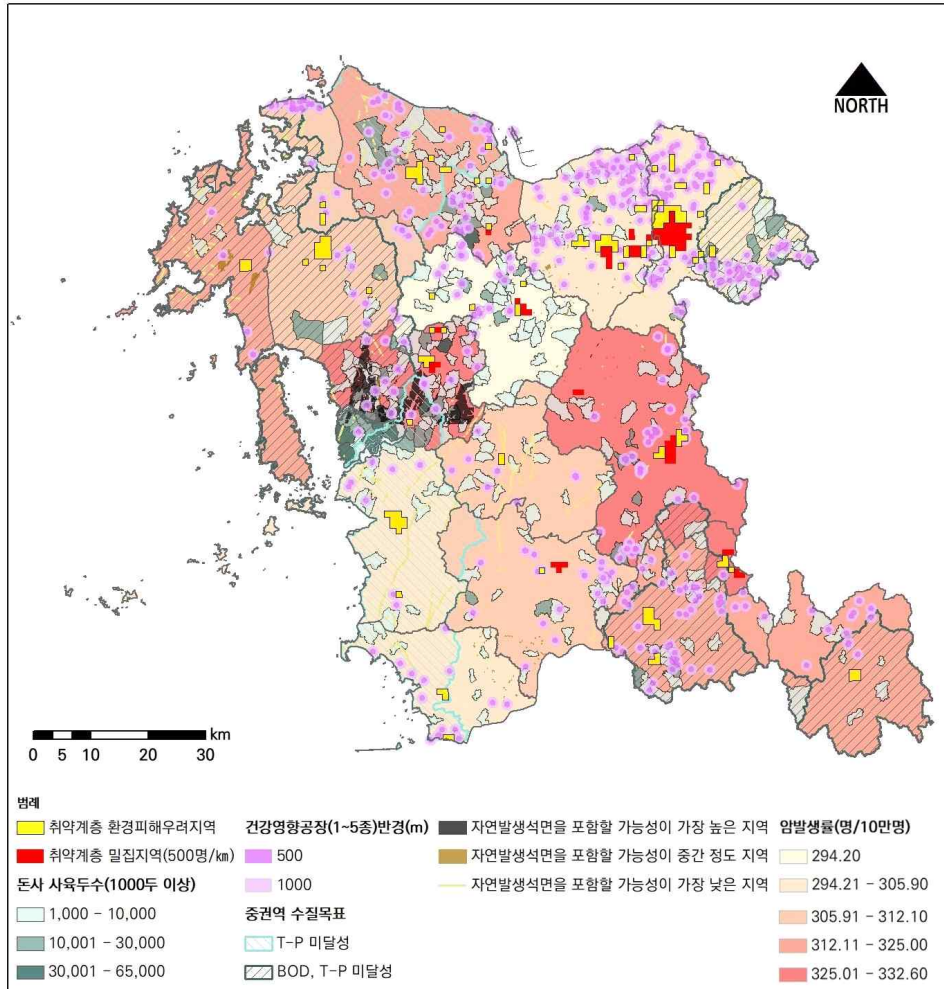 NORTH
km
0 5 10 20 30
범례
취약계층 환경피해우려지역
취약계층 밀집지역(500명/㎢)
돈사 사육두수(1000두 이상)
1,000 - 10,000
10,001 - 30,000
30,001 - 65,000
건강영향공장(1~5종)반경(m)
500
1000
중권역 수질목표
T-P 미달성
BOD, T-P 미달성
자연발생석면을 포함할 가능성이 가장 높은 지역
자연발생석면을 포함할 가능성이 중간 정도 지역
자연발생석면을 포함할 가능성이 가장 낮은 지역
암발생률(명/10만명)
294.20
294.21 - 305.90
305.91 - 312.10
312.11 - 325.00
325.01 - 332.60